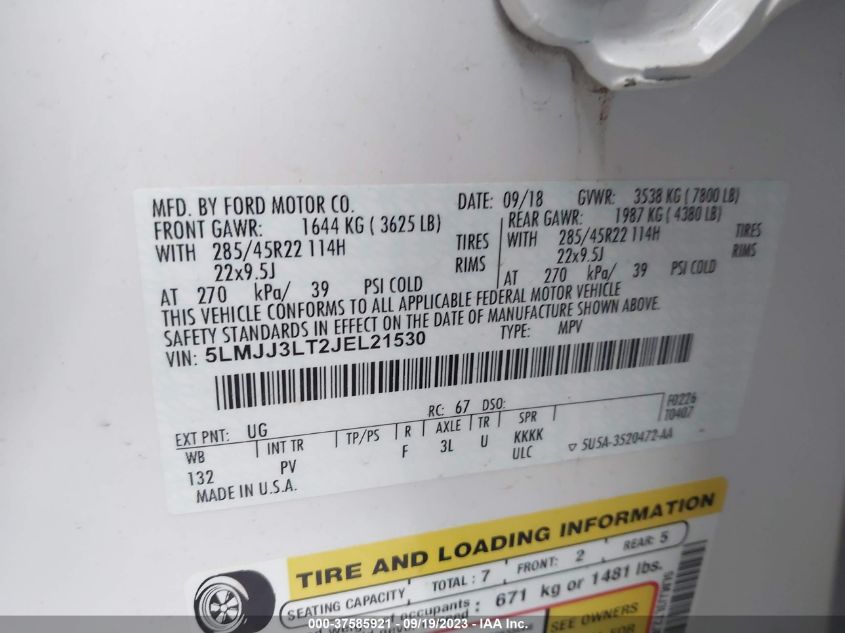 MFD. BY FORD MOTOR CO. DATE: 09/18 GVWR: 3538 KG ( 7800 LB)
FRONT GAWR: 1644 KG ( 3625 LB) REAR GAWR: 1987 KG ( 4380 LB)
WITH 285/45R22 114H TIRES WITH 285/45R22 114H TIRES
22x9.5J RIMS 22x9.5J RIMS
AT 270 kPa/ 39 PSI COLD AT 270 kPa/ 39 PSI COLD
THIS VEHICLE CONFORMS TO ALL APPLICABLE FEDERAL MOTOR VEHICLE
SAFETY STANDARDS IN EFFECT ON THE DATE OF MANUFACTURE SHOWN ABOVE.
VIN: 5LMJJ3LT2JEL21530 TYPE: MPV
F0226
T0407
EXT PNT: UG RC: 67 DSO:
WB INT TR TP/PS R AXLE TR SPR
132 PV F 3L U KKKK
ULC
5U5A-3520472-AA
MADE IN U.S.A.
TIRE AND LOADING INFORMATION
SEATING CAPACITY TOTAL : 7 FRONT: 2 REAR: 5
occupants : 671 kg or 1481 lbs.
SEE OWNERS
FOR
000-37585921 - 09/19/2023 - IAA Inc.